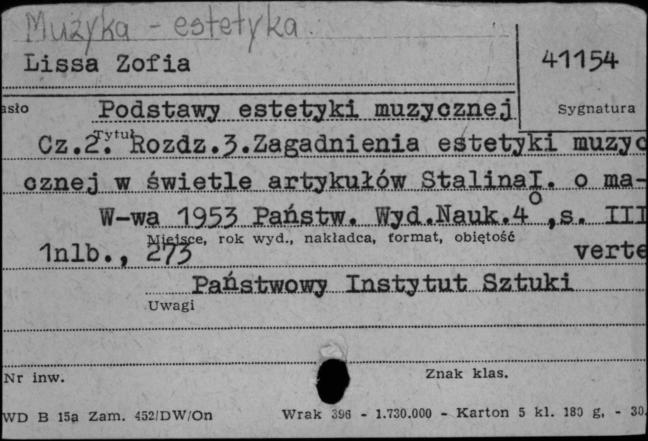 Muzyka - estetyka
Lissa Zofia
41154
asło
Podstawy estetyki muzycznej
Sygnatura
Tytuł
Cz.2. Rozdz.3.Zagadnienia estetyki muzyc
cznej w świetle artykułów StalinaI. o ma-
W-wa 1953 Państw. Wyd.Nauk.4⁰,s. III
Miejsce, rok wyd., nakładca, format, obiętość
1nlb., 273 verte
Państwowy Instytut Sztuki
Uwagi
Nr inw.
Znak klas.
WD B 15a Zam. 452/DW/On Wrak 396 - 1.730.000 - Karton 5 kl. 180 g. - 30.